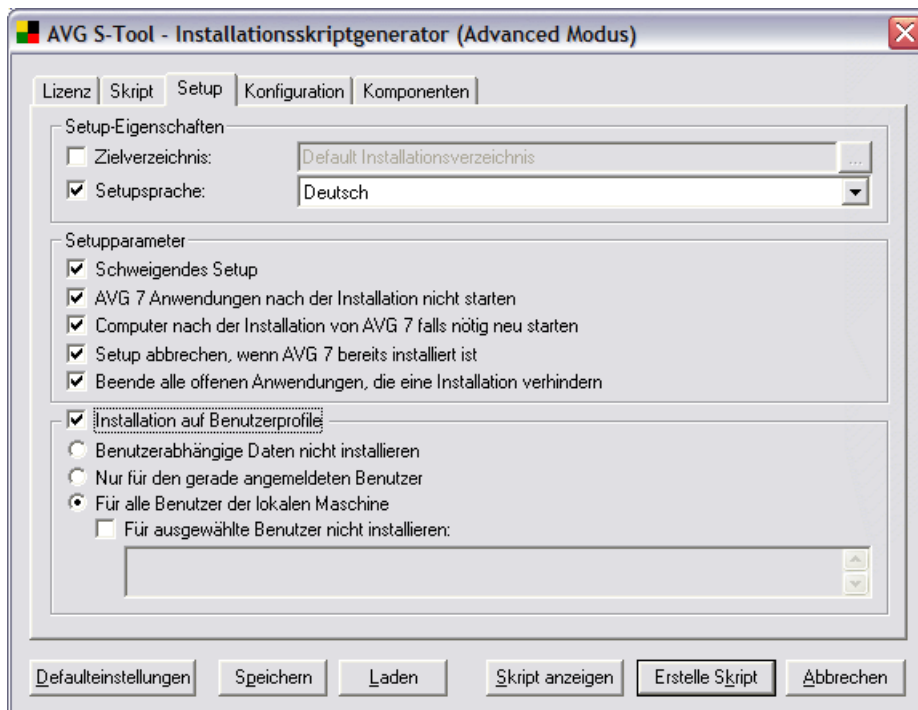 AVG S-Tool - Installationsskriptgenerator (Advanced Modus)
Lizenz Skript Setup Konfiguration Komponenten
Setup-Eigenschaften
Zielverzeichnis: Default Installationsverzeichnis ...
Setupsprache: Deutsch
Setupparameter
Schweigendes Setup
AVG 7 Anwendungen nach der Installation nicht starten
Computer nach der Installation von AVG 7 falls nötig neu starten
Setup abbrechen, wenn AVG 7 bereits installiert ist
Beende alle offenen Anwendungen, die eine Installation verhindern
Installation auf Benutzerprofile
Benutzerabhängige Daten nicht installieren
Nur für den gerade angemeldeten Benutzer
Für alle Benutzer der lokalen Maschine
Für ausgewählte Benutzer nicht installieren:
Defaulteinstellungen Speichern Laden Skript anzeigen Erstelle Skript Abbrechen